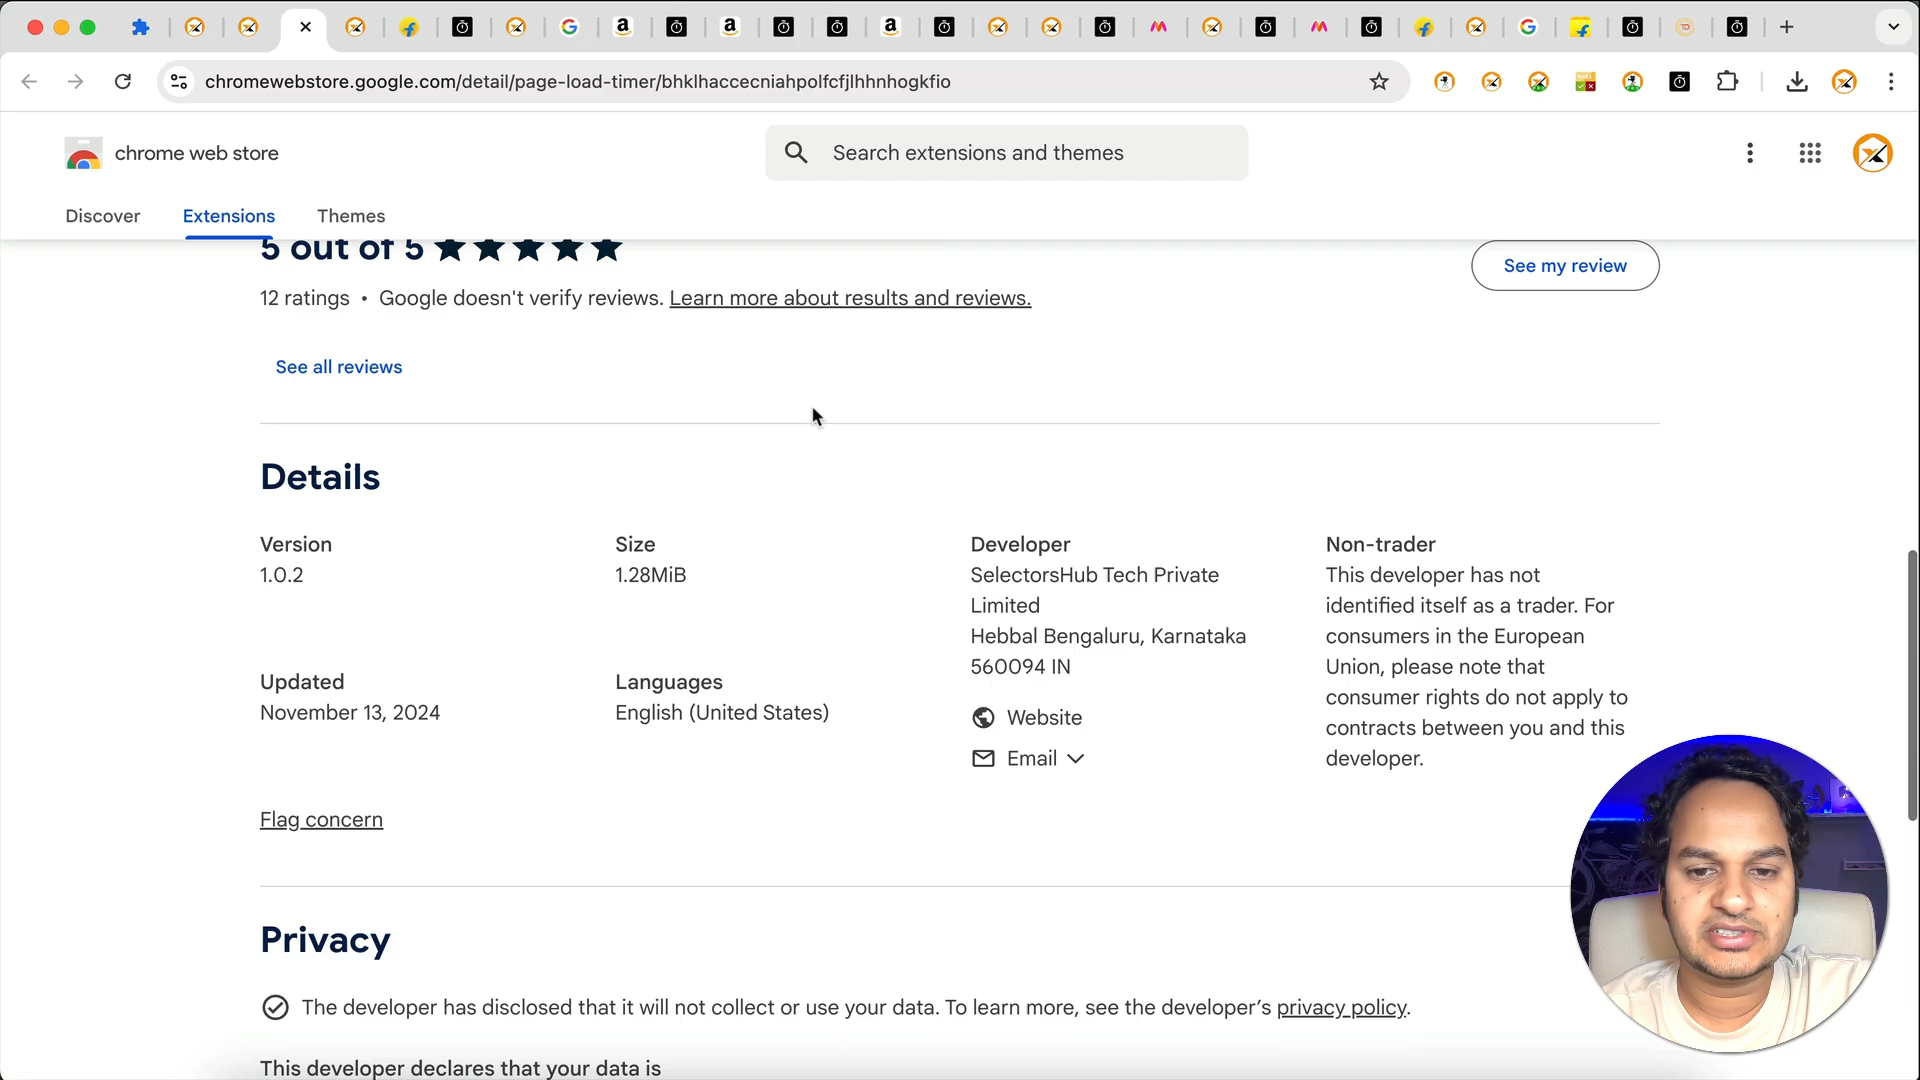 chromewebstore.google.com/detail/page-load-timer/bhklhaccecniahpolfcfjlhhnhogkfio
chrome web store
Search extensions and themes
Discover
Extensions
Themes
5 out of 5
See my review
12 ratings • Google doesn't verify reviews. Learn more about results and reviews.
See all reviews
Details
Version
1.0.2
Size
1.28MiB
Developer
SelectorsHub Tech Private
Limited
Hebbal Bengaluru, Karnataka
560094 IN
Website
Email
Non-trader
This developer has not
identified itself as a trader. For
consumers in the European
Union, please note that
consumer rights do not apply to
contracts between you and this
developer.
Updated
November 13, 2024
Languages
English (United States)
Flag concern
Privacy
The developer has disclosed that it will not collect or use your data. To learn more, see the developer’s privacy policy.
This developer declares that your data is